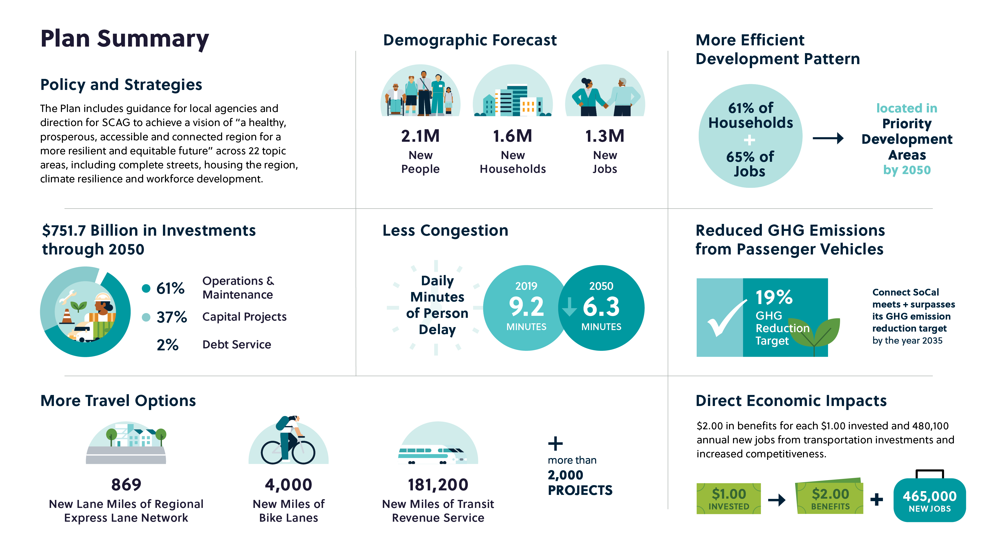 Plan Summary
Policy and Strategies
The Plan includes guidance for local agencies and
direction for SCAG to achieve a vision of “a healthy,
prosperous, accessible and connected region for a
more resilient and equitable future” across 22 topic
areas, including complete streets, housing the region,
climate resilience and workforce development.
Demographic Forecast
2.1M
New
People
1.6M
New
Households
1.3M
New
Jobs
More Efficient
Development Pattern
61% of
Households
+
65% of
Jobs
located in
Priority
Development
Areas
by 2050
$751.7 Billion in Investments
through 2050
61%
Operations &
Maintenance
37%
Capital Projects
2%
Debt Service
Less Congestion
Daily
Minutes
of Person
Delay
2019
9.2
MINUTES
2050
6.3
MINUTES
Reduced GHG Emissions
from Passenger Vehicles
19%
GHG
Reduction
Target
Connect SoCal
meets + surpasses
its GHG emission
reduction target
by the year 2035
More Travel Options
869
New Lane Miles of Regional
Express Lane Network
4,000
New Miles of
Bike Lanes
181,200
New Miles of Transit
Revenue Service
+
more than
2,000
PROJECTS
Direct Economic Impacts
$2.00 in benefits for each $1.00 invested and 480,100
annual new jobs from transportation investments and
increased competitiveness.
$1.00
INVESTED
$2.00
BENEFITS
+
465,000
NEW JOBS